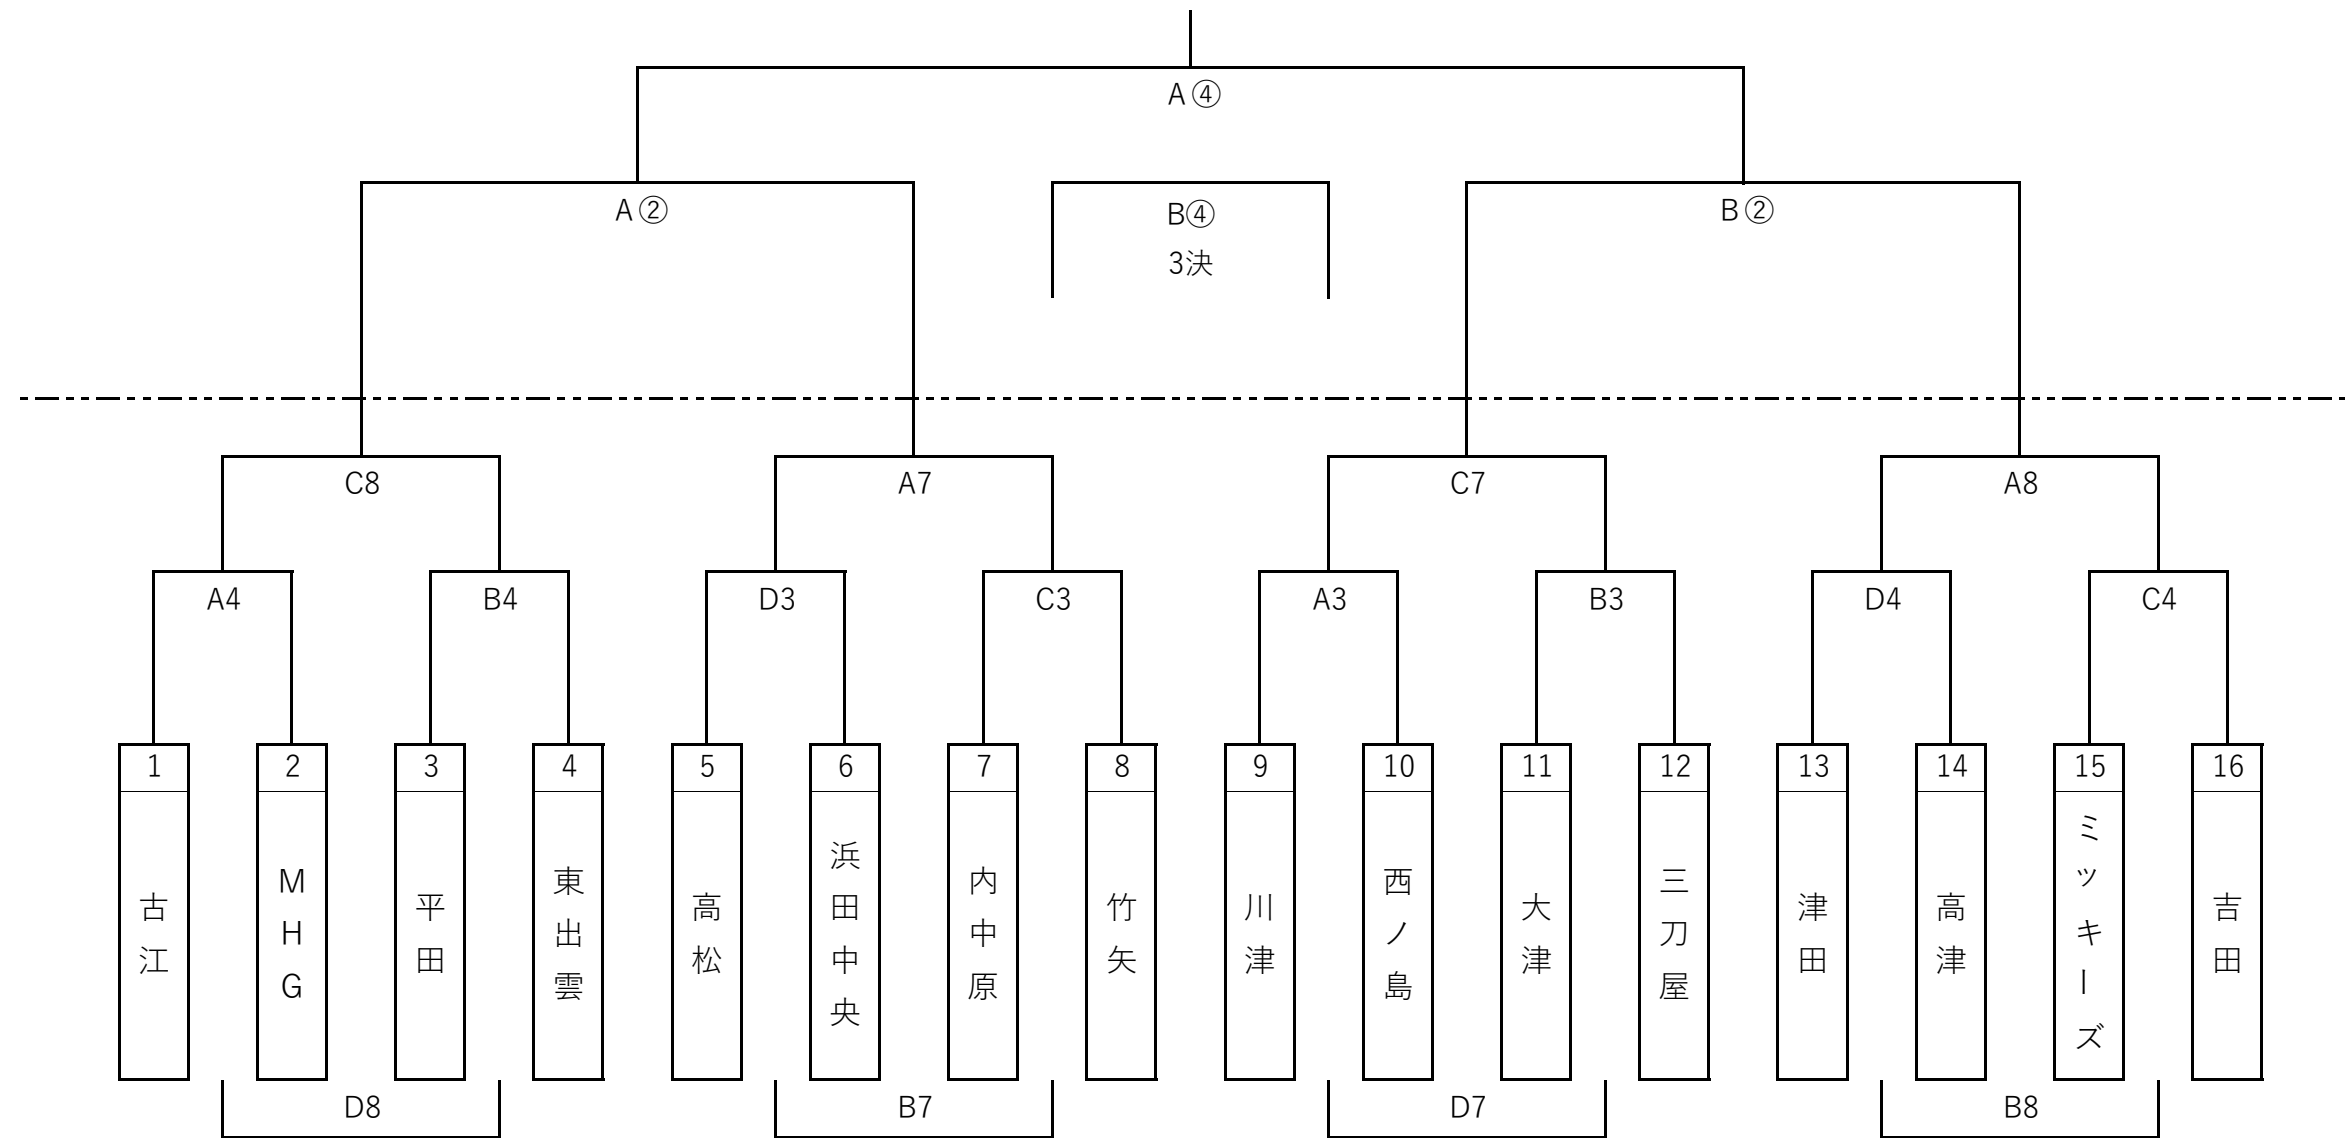 A④
A②
B④
3決
B②
C8
A7
C7
A8
A4
B4
D3
C3
A3
B3
D4
C4
1
2
3
4
5
6
7
8
9
10
11
12
13
14
15
16
古江
MHG
平田
東出雲
高松
浜田中央
内中原
竹矢
川津
西ノ島
大津
三刀屋
津田
高津
ミッキーズ
吉田
D8
B7
D7
B8